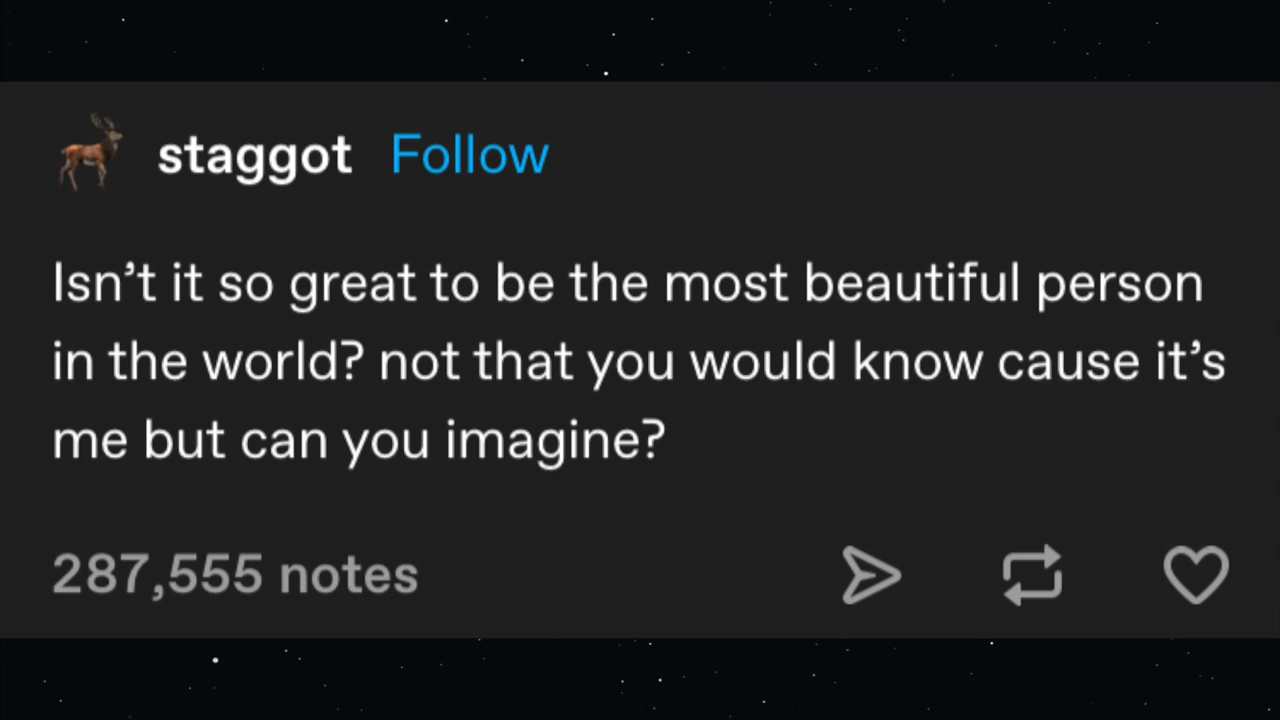 staggot Follow
Isn’t it so great to be the most beautiful person
in the world? not that you would know cause it’s
me but can you imagine?
287,555 notes